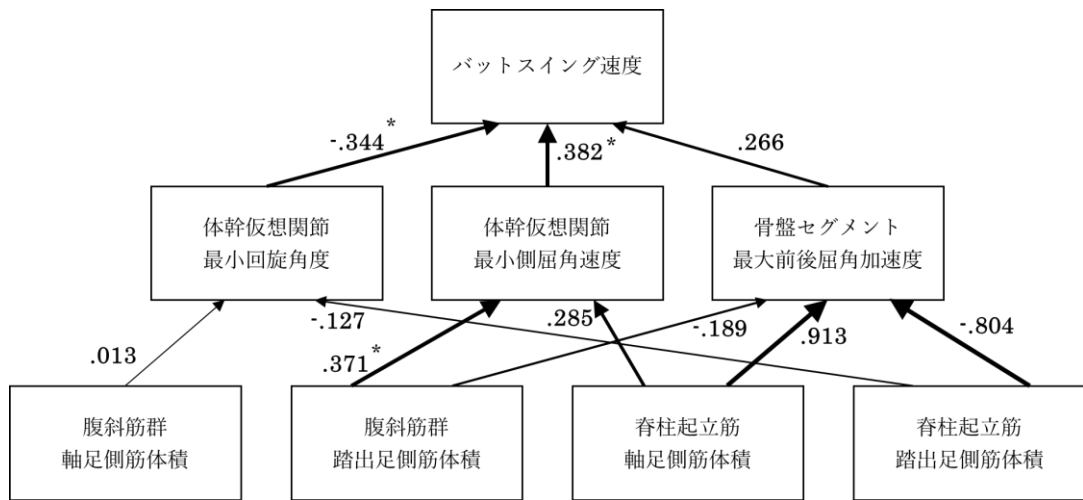 バットスイング速度
-.344*
.382*
.266
体幹仮想関節
最小回旋角度
体幹仮想関節
最小側屈角速度
骨盤セグメント
最大前後屈角加速度
.013
-.127
.371*
.285
-.189
.913
-.804
腹斜筋群
軸足側筋体積
腹斜筋群
踏出足側筋体積
脊柱起立筋
軸足側筋体積
脊柱起立筋
踏出足側筋体積